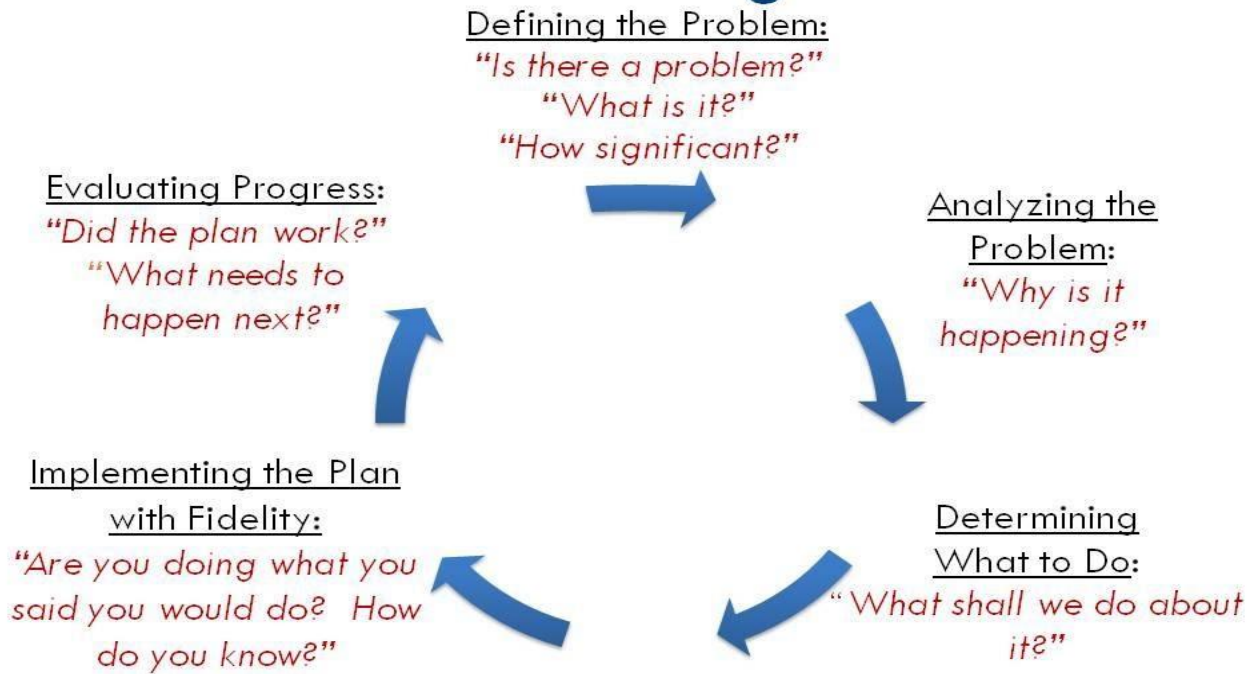 Defining the Problem:
“Is there a problem?”
“What is it?”
“How significant?”
Analyzing the
Problem:
“Why is it
happening?”
Determining
What to Do:
“What shall we do about
it?”
Implementing the Plan
with Fidelity:
“Are you doing what you
said you would do?  How
do you know?”
Evaluating Progress:
“Did the plan work?”
“What needs to
happen next?”